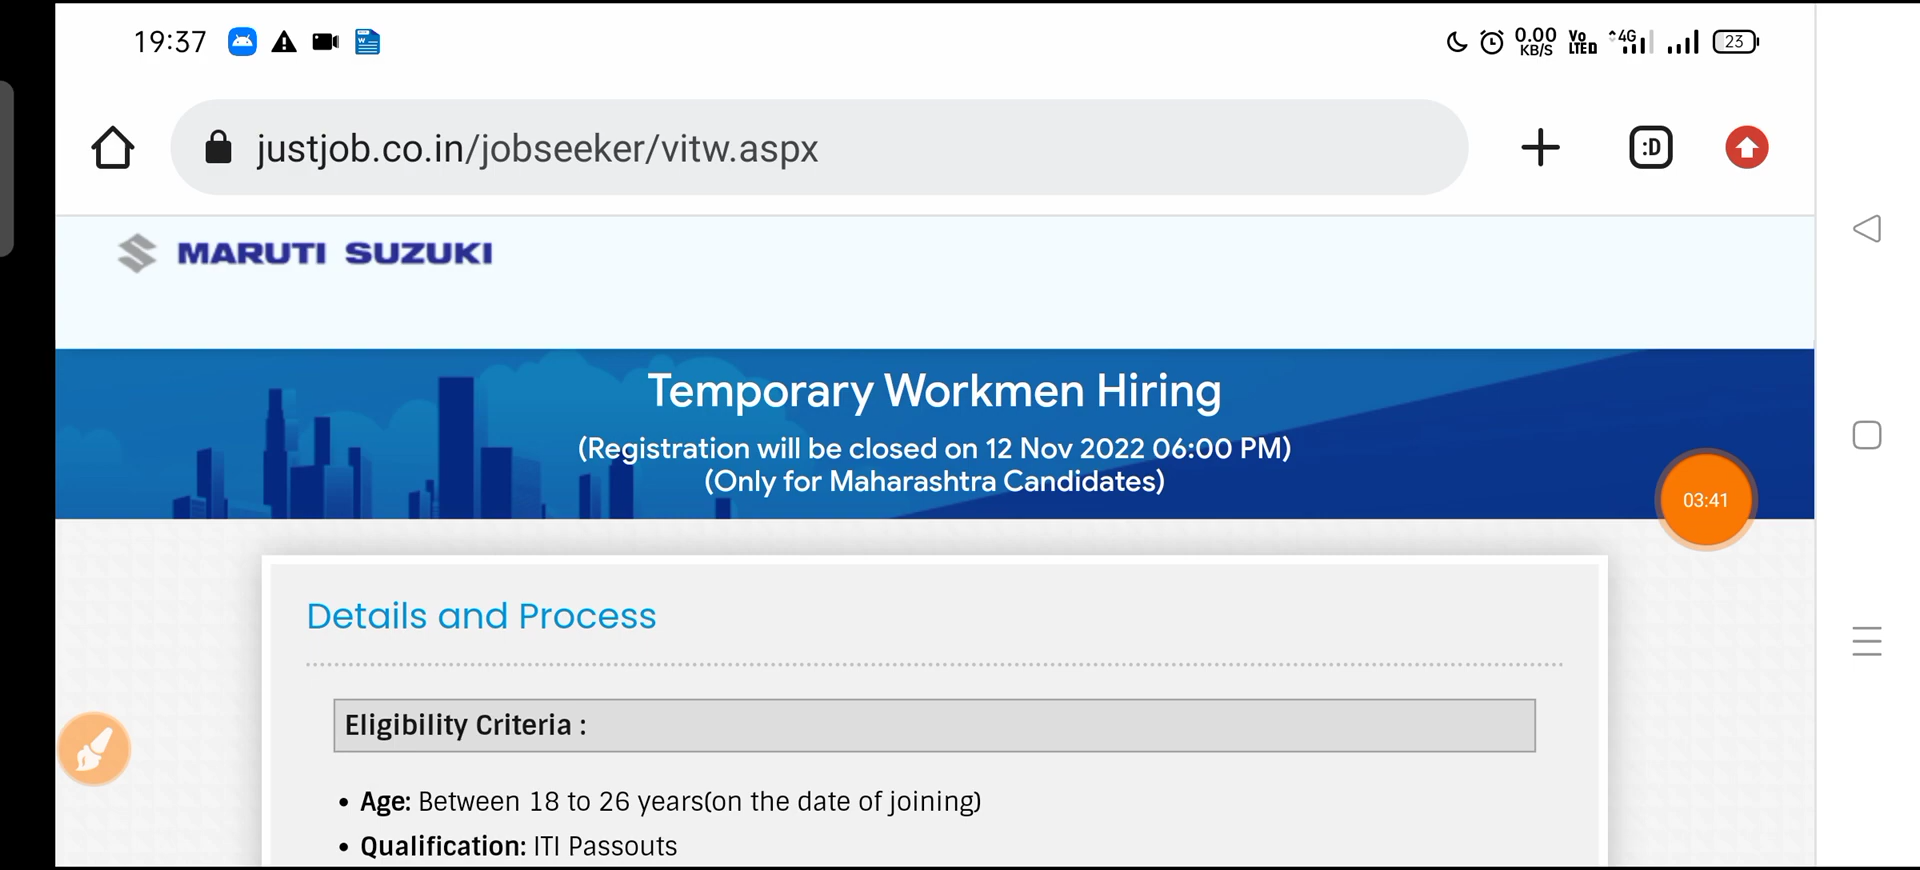 19:37
0.00
KB/S
Vo
LTE
4G
23
justjob.co.in/jobseeker/vitw.aspx
:D
MARUTI SUZUKI
Temporary Workmen Hiring
(Registration will be closed on 12 Nov 2022 06:00 PM)
(Only for Maharashtra Candidates)
03:41
Details and Process
Eligibility Criteria :
• Age: Between 18 to 26 years(on the date of joining)
• Qualification: ITI Passouts